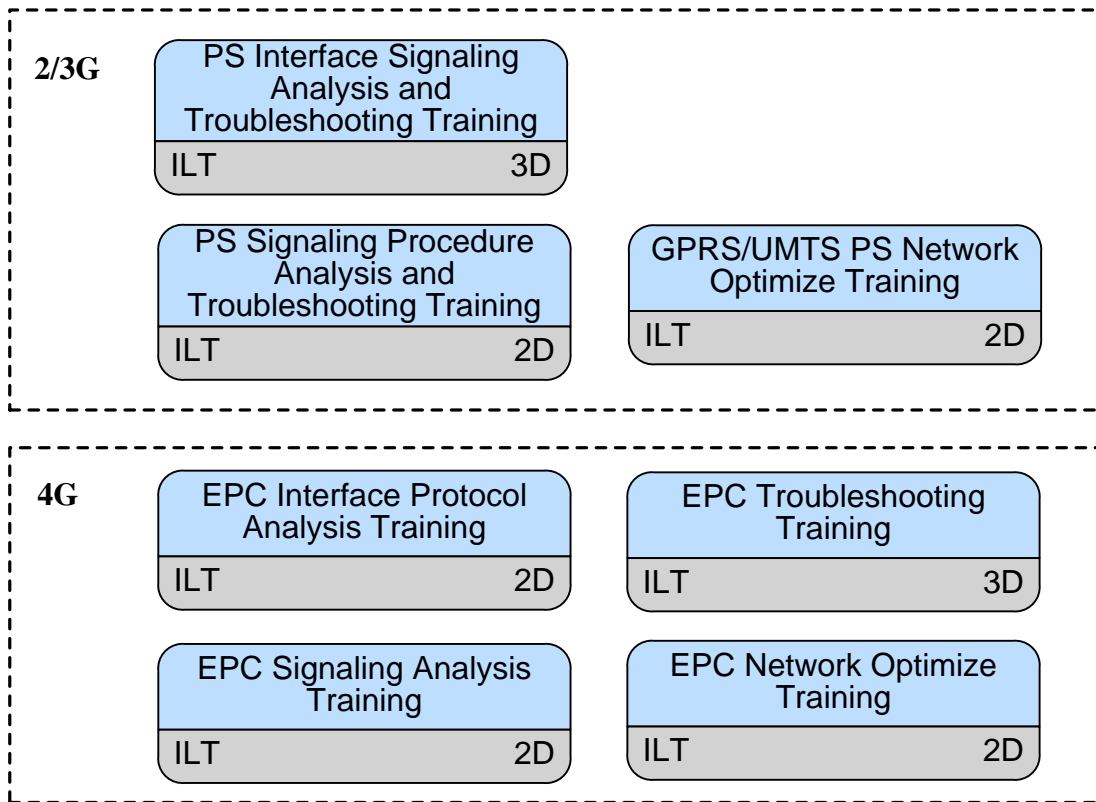 2/3G
PS Interface Signaling
Analysis and
Troubleshooting Training
ILT 3D
PS Signaling Procedure
Analysis and
Troubleshooting Training
ILT 2D
GPRS/UMTS PS Network
Optimize Training
ILT 2D
4G
EPC Interface Protocol
Analysis Training
ILT 2D
EPC Troubleshooting
Training
ILT 3D
EPC Signaling Analysis
Training
ILT 2D
EPC Network Optimize
Training
ILT 2D